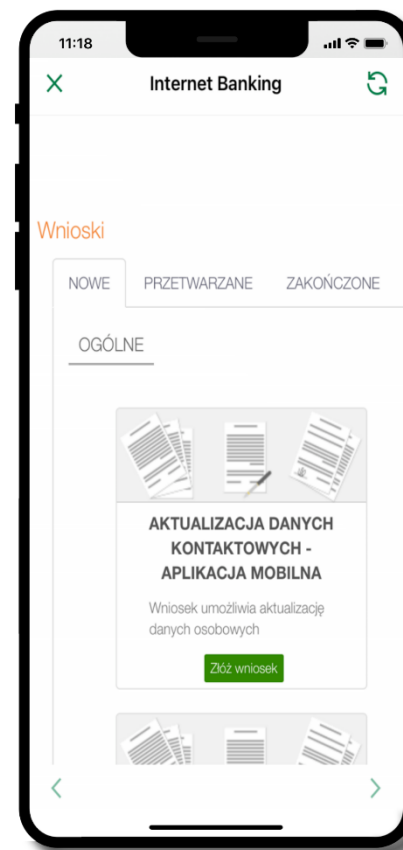 11:18
Internet Banking
Wnioski
NOWE PRZETWARZANE ZAKOŃCZONE
OGÓLNE
AKTUALIZACJA DANYCH
KONTAKTOWYCH -
APLIKACJA MOBILNA
Wniosek umożliwia aktualizację
danych osobowych
Złóż wniosek